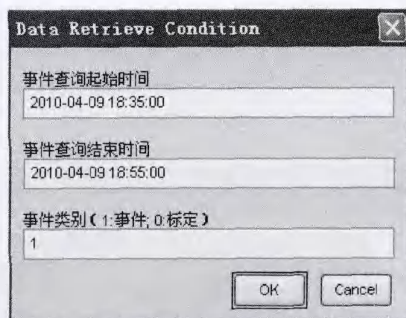 Data Retrieve Condition
事件查询起始时间
2010-04-09 18:35:00
事件查询结束时间
2010-04-09 18:55:00
事件类别(1:事件; 0:标定)
1
OK
Cancel